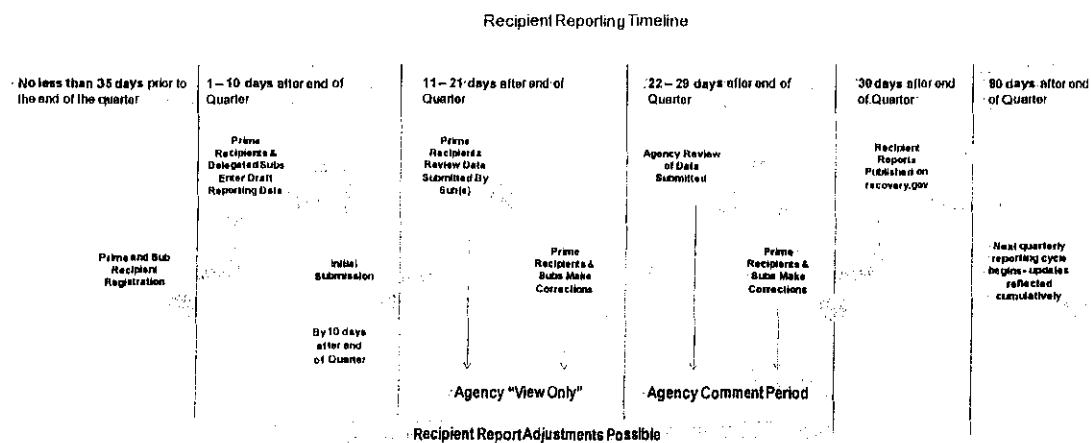 Recipient Reporting Timeline
No less than 35 days prior to
the end of the quarter
1 – 10 days after end of
Quarter
11 – 21 days after end of
Quarter
22 – 29 days after end of
Quarter
30 days after end
of Quarter
90 days after end
of Quarter
Prime and Sub
Recipient
Registration
Prime
Recipients &
Delegated Subs
Enter Draft
Reporting Data
Initial
Submission
By 10 days
after end
of Quarter
Prime
Recipients
Review Data
Submitted By
Sub(s)
Prime
Recipients &
Subs Make
Corrections
Agency "View Only"
Agency Review
of Data
Submitted
Prime
Recipients &
Subs Make
Corrections
Agency Comment Period
Recipient
Reports
Published on
recovery.gov
Next quarterly
reporting cycle
begins - updates
reflected
cumulatively
Recipient Report Adjustments Possible